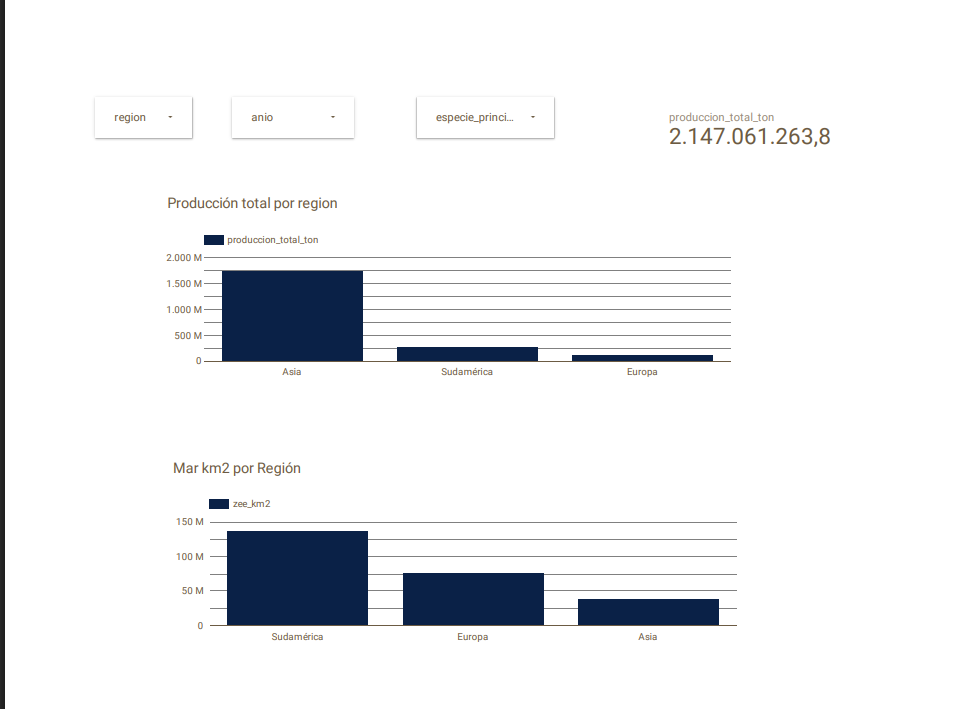 region
anio
especie_princi...
produccion_total_ton
2.147.061.263,8
Producción total por region
produccion_total_ton
2.000 M
1.500 M
1.000 M
500 M
0
Asia
Sudamérica
Europa
Mar km2 por Región
zee_km2
150 M
100 M
50 M
0
Sudamérica
Europa
Asia